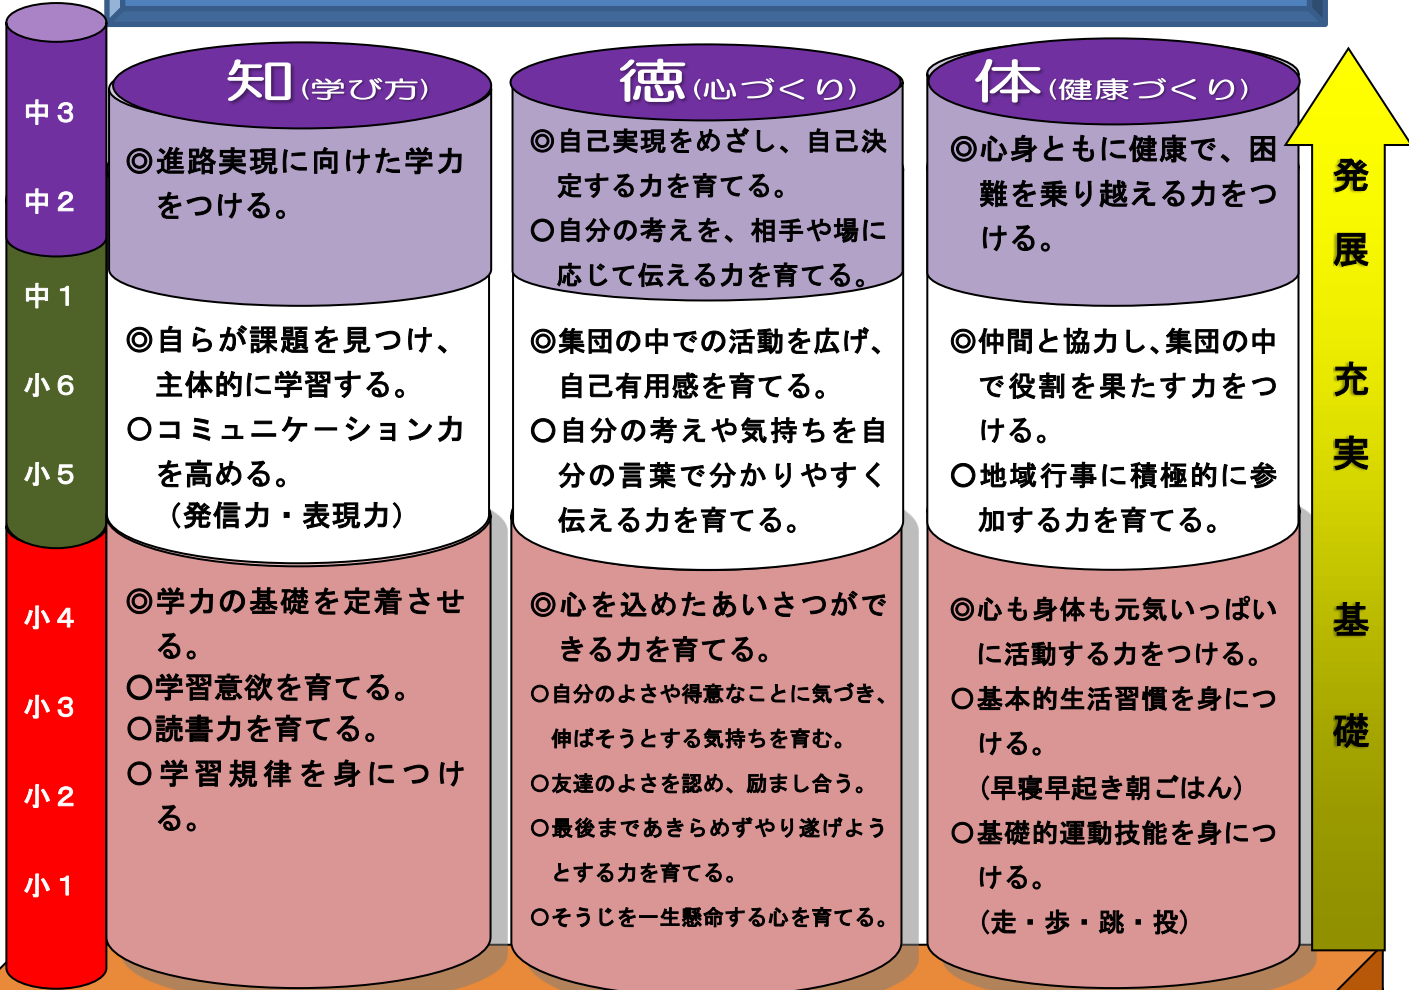 中３
中２
中１
小６
小５
小４
小３
小２
小１
知(学び方)
◎進路実現に向けた学力
をつける。
◎自らが課題を見つけ、
主体的に学習する。
○コミュニケーション力
を高める。
（発信力・表現力）
◎学力の基礎を定着させ
る。
○学習意欲を育てる。
○読書力を育てる。
○学習規律を身につけ
る。
徳(心づくり)
◎自己実現をめざし、自己決
定する力を育てる。
○自分の考えを、相手や場に
応じて伝える力を育てる。
◎集団の中での活動を広げ、
自己有用感を育てる。
○自分の考えや気持ちを自
分の言葉で分かりやすく
伝える力を育てる。
◎心を込めたあいさつがで
きる力を育てる。
○自分のよさや得意なことに気づき、
伸ばそうとする気持ちを育む。
○友達のよさを認め、励まし合う。
○最後まであきらめずやり遂げよう
とする力を育てる。
○そうじを一生懸命する心を育てる。
体(健康づくり)
◎心身ともに健康で、困
難を乗り越える力をつ
ける。
◎仲間と協力し、集団の中
で役割を果たす力をつ
ける。
○地域行事に積極的に参
加する力を育てる。
◎心も身体も元気いっぱい
に活動する力をつける。
○基本的生活習慣を身につ
ける。
（早寝早起き朝ごはん）
○基礎的運動技能を身につ
ける。
（走・歩・跳・投）
発展
充実
基礎